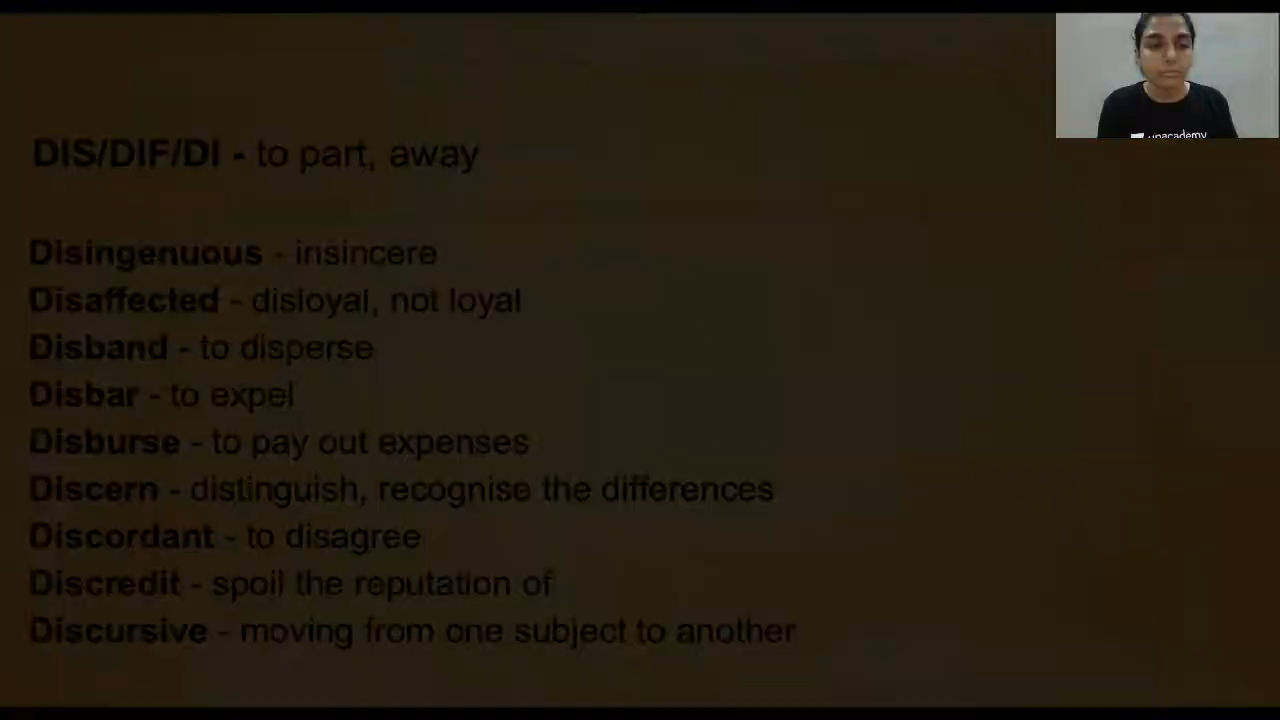 unacademy
DIS/DIF/DI - to part, away
Disingenuous - insincere
Disaffected - disloyal, not loyal
Disband - to disperse
Disbar - to expel
Disburse - to pay out expenses
Discern - distinguish, recognise the differences
Discordant - to disagree
Discredit - spoil the reputation of
Discursive - moving from one subject to another